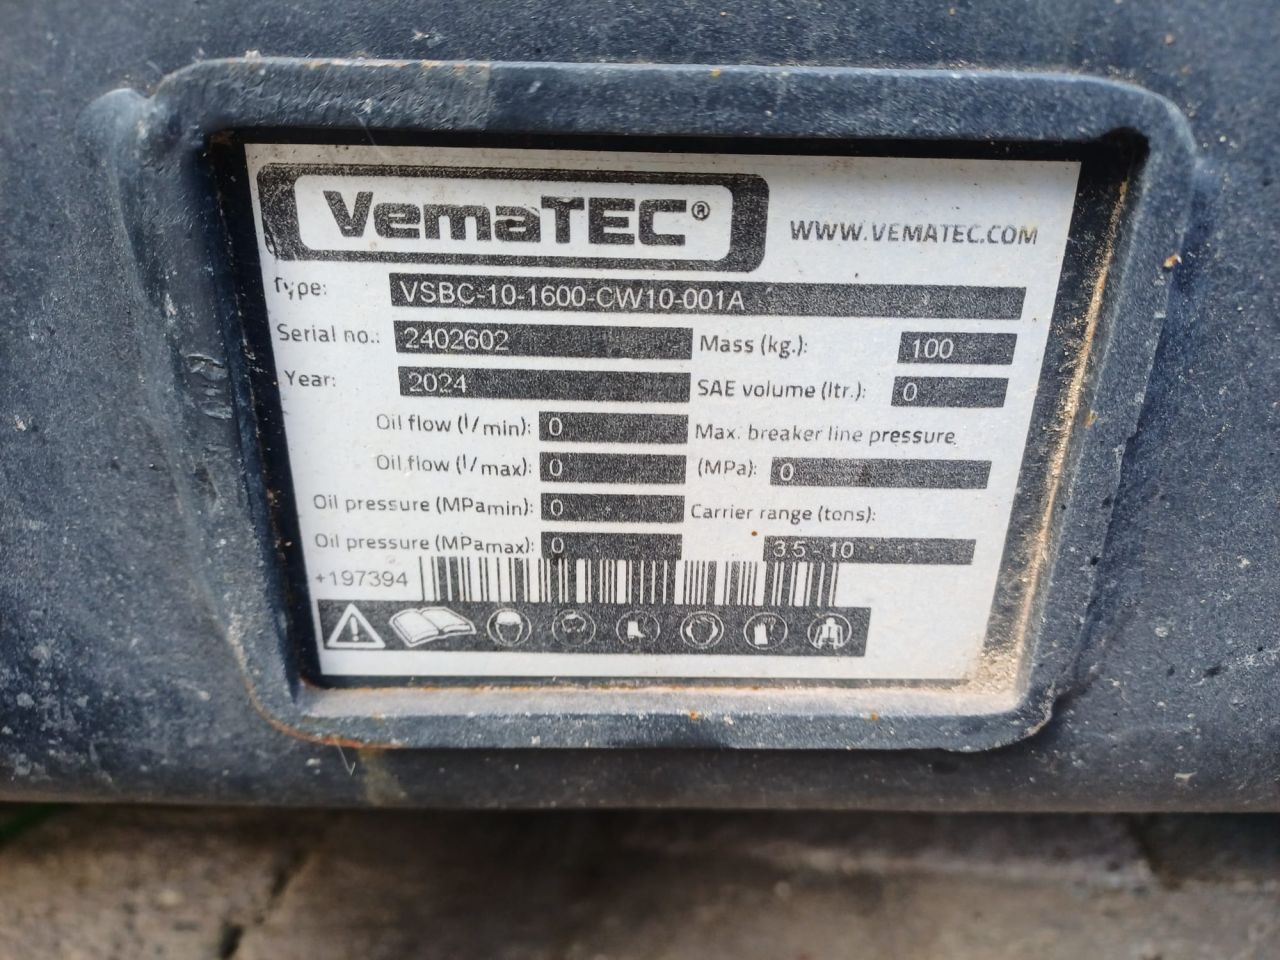 VemaTEC® WWW.VEMATEC.COM
Type: VSBC-10-1600-CW10-001A
Serial no.: 2402602 Mass (kg.): 100
Year: 2024 SAE volume (ltr.): 0
Oil flow (l/min): 0 Max. breaker line pressure
Oil flow (l/max): 0 (MPa): 0
Oil pressure (MPamin): 0 Carrier range (tons):
Oil pressure (MPamax): 0 3.5 - 10
+197394